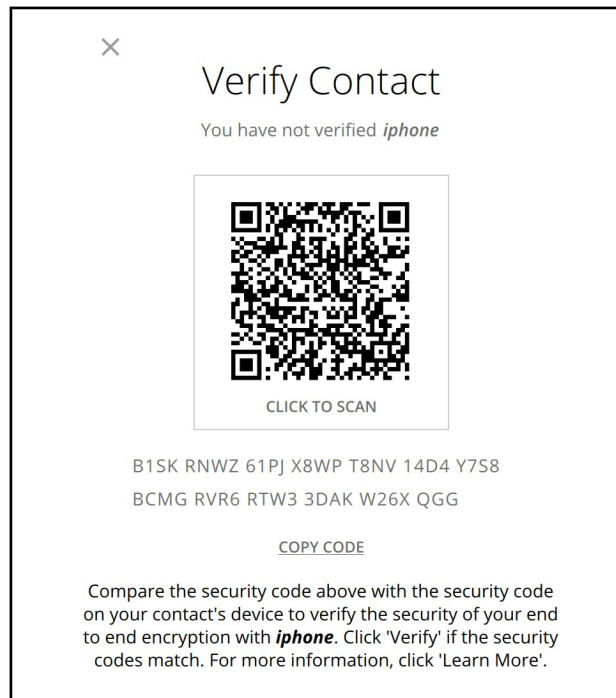 Verify Contact
You have not verified iphone
CLICK TO SCAN
B1SK RNWZ 61PJ X8WP T8NV 14D4 Y7S8
BCMG RVR6 RTW3 3DAK W26X QGG
COPY CODE
Compare the security code above with the security code
on your contact's device to verify the security of your end
to end encryption with iphone. Click 'Verify' if the security
codes match. For more information, click 'Learn More'.